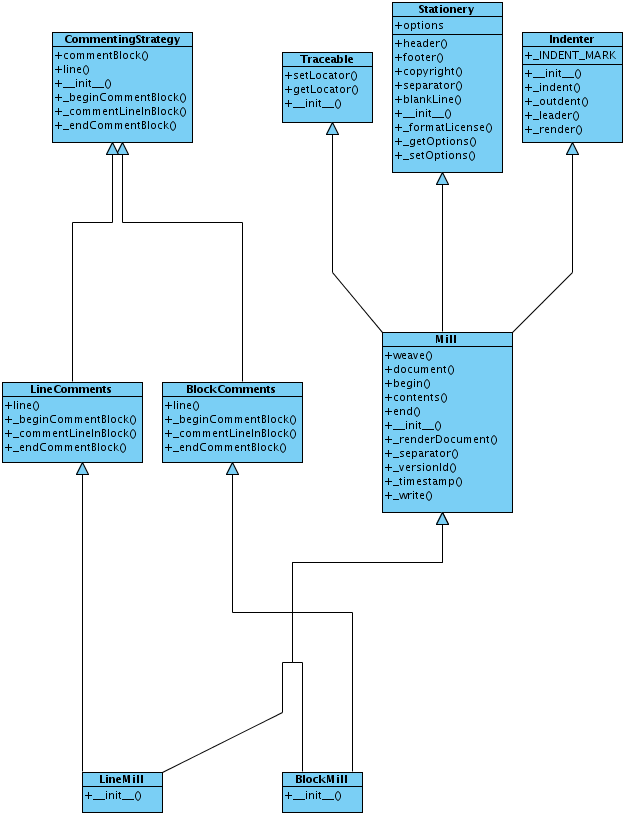 CommentingStrategy
+commentBlock()
+line()
+__init__()
+_beginCommentBlock()
+_commentLineInBlock()
+_endCommentBlock()
Traceable
+setLocator()
+getLocator()
+__init__()
Stationery
+options
+header()
+footer()
+copyright()
+separator()
+blankLine()
+__init__()
+_formatLicense()
+_getOptions()
+_setOptions()
Indenter
+_INDENT_MARK
+__init__()
+_indent()
+_outdent()
+_leader()
+_render()
LineComments
+line()
+_beginCommentBlock()
+_commentLineInBlock()
+_endCommentBlock()
BlockComments
+line()
+_beginCommentBlock()
+_commentLineInBlock()
+_endCommentBlock()
Mill
+weave()
+document()
+begin()
+contents()
+end()
+__init__()
+_renderDocument()
+_separator()
+_versionId()
+_timestamp()
+_write()
LineMill
+__init__()
BlockMill
+__init__()